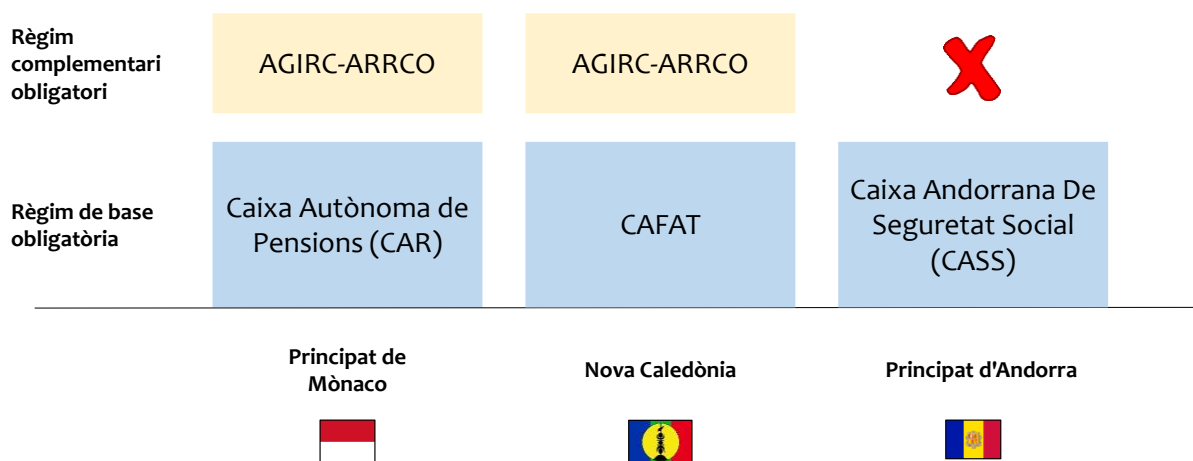 Règim
complementari
obligatori
AGIRC-ARRCO
AGIRC-ARRCO
Règim de base
obligatòria
Caixa Autònoma de
Pensions (CAR)
CAFAT
Caixa Andorrana De
Seguretat Social
(CASS)
Principat de
Mònaco
Nova Caledònia
Principat d'Andorra